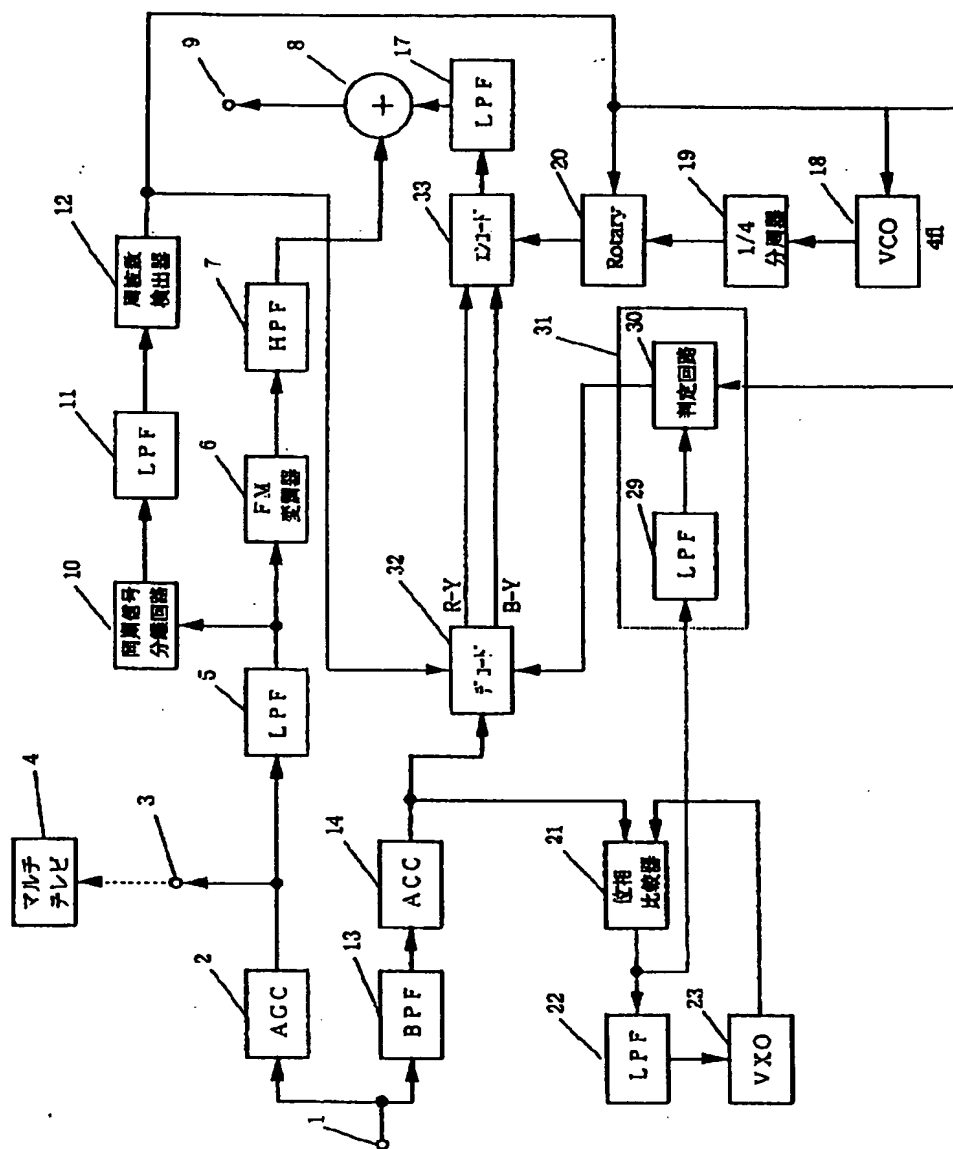 1
2
AGC
3
4
マルチ
テレビ
5
LPF
10
同期信号
分離回路
11
LPF
12
周波数
検出器
6
FM
変調器
7
HPF
8
+
9
13
BPF
14
ACC
32
デコード
R-Y
B-Y
33
エンコード
17
LPF
21
位相
比較器
22
LPF
23
VXO
31
29
LPF
30
判定回路
20
Rotary
19
1/4
分周器
18
VCO
4fl